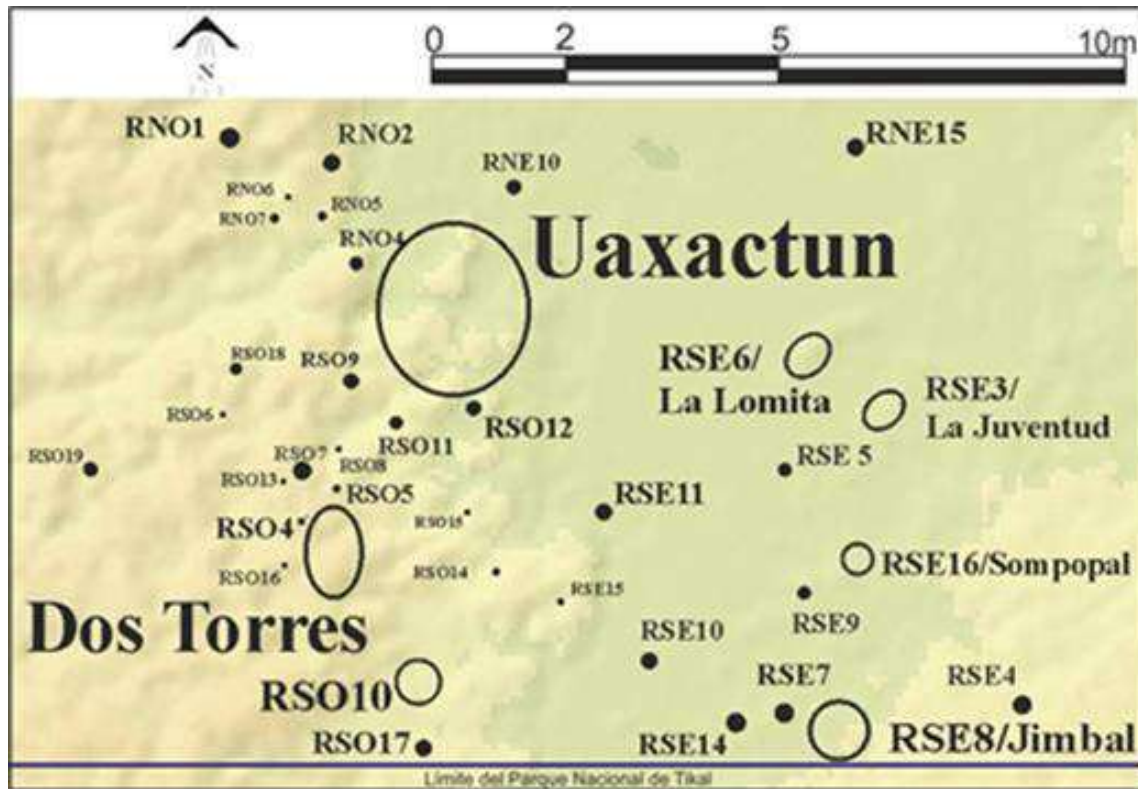 0 2 5 10m
N
RNO1
RNO2
RNE15
RNE10
RNO6
RNO7
RNO5
RNO4
Uaxactun
RSO18
RSO9
RSE6/
La Lomita
RSE3/
La Juventud
RSO6
RSO11
RSO12
RSO19
RSO7
RSO8
RSE 5
RSO13
RSO5
RSE11
RSO4
RSO15
RSO16
RSO14
RSE16/Sompopal
RSE15
RSE9
Dos Torres
RSE10
RSO10
RSE7
RSE4
RSO17
RSE14
RSE8/Jimbal
Límite del Parque Nacional de Tikal